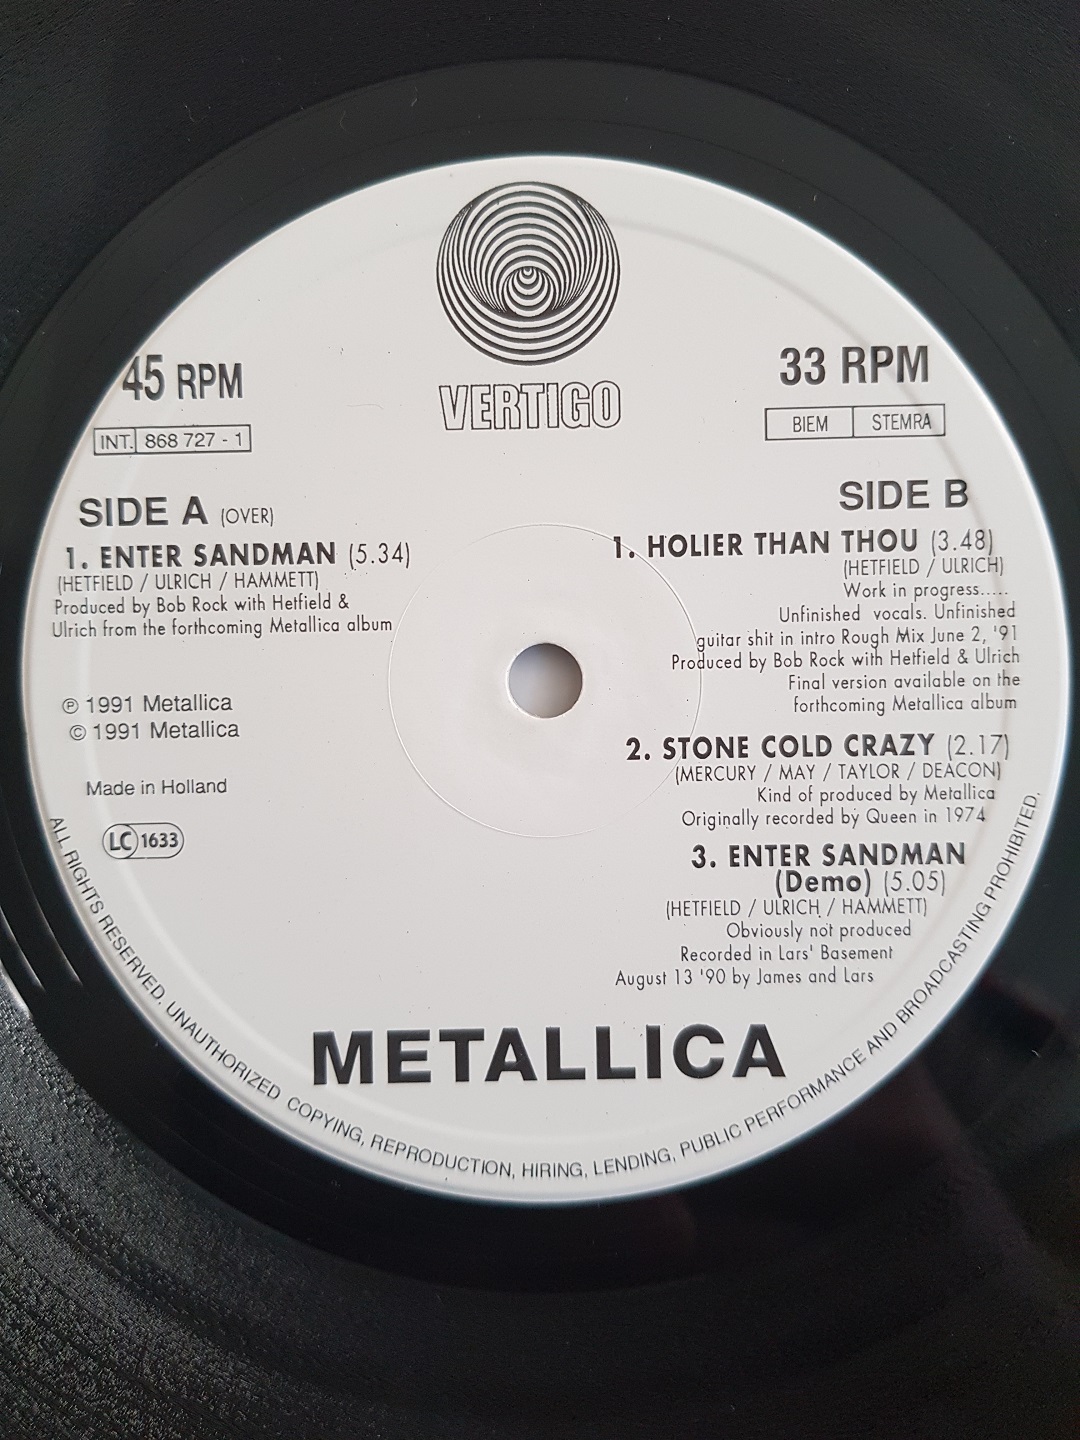 VERTIGO
45 RPM
INT. 868 727 - 1
SIDE A (OVER)
1. ENTER SANDMAN (5.34)
(HETFIELD / ULRICH / HAMMETT)
Produced by Bob Rock with Hetfield &
Ulrich from the forthcoming Metallica album
℗ 1991 Metallica
© 1991 Metallica
Made in Holland
LC 1633
33 RPM
BIEM STEMRA
SIDE B
1. HOLIER THAN THOU (3.48)
(HETFIELD / ULRICH)
Work in progress.....
Unfinished vocals. Unfinished
guitar shit in intro Rough Mix June 2, '91
Produced by Bob Rock with Hetfield & Ulrich
Final version available on the
forthcoming Metallica album
2. STONE COLD CRAZY (2.17)
(MERCURY / MAY / TAYLOR / DEACON)
Kind of produced by Metallica
Originally recorded by Queen in 1974
3. ENTER SANDMAN
(Demo) (5.05)
(HETFIELD / ULRICH / HAMMETT)
Obviously not produced
Recorded in Lars' Basement
August 13 '90 by James and Lars
METALLICA
ALL RIGHTS RESERVED. UNAUTHORIZED COPYING, REPRODUCTION, HIRING, LENDING, PUBLIC PERFORMANCE AND BROADCASTING PROHIBITED.